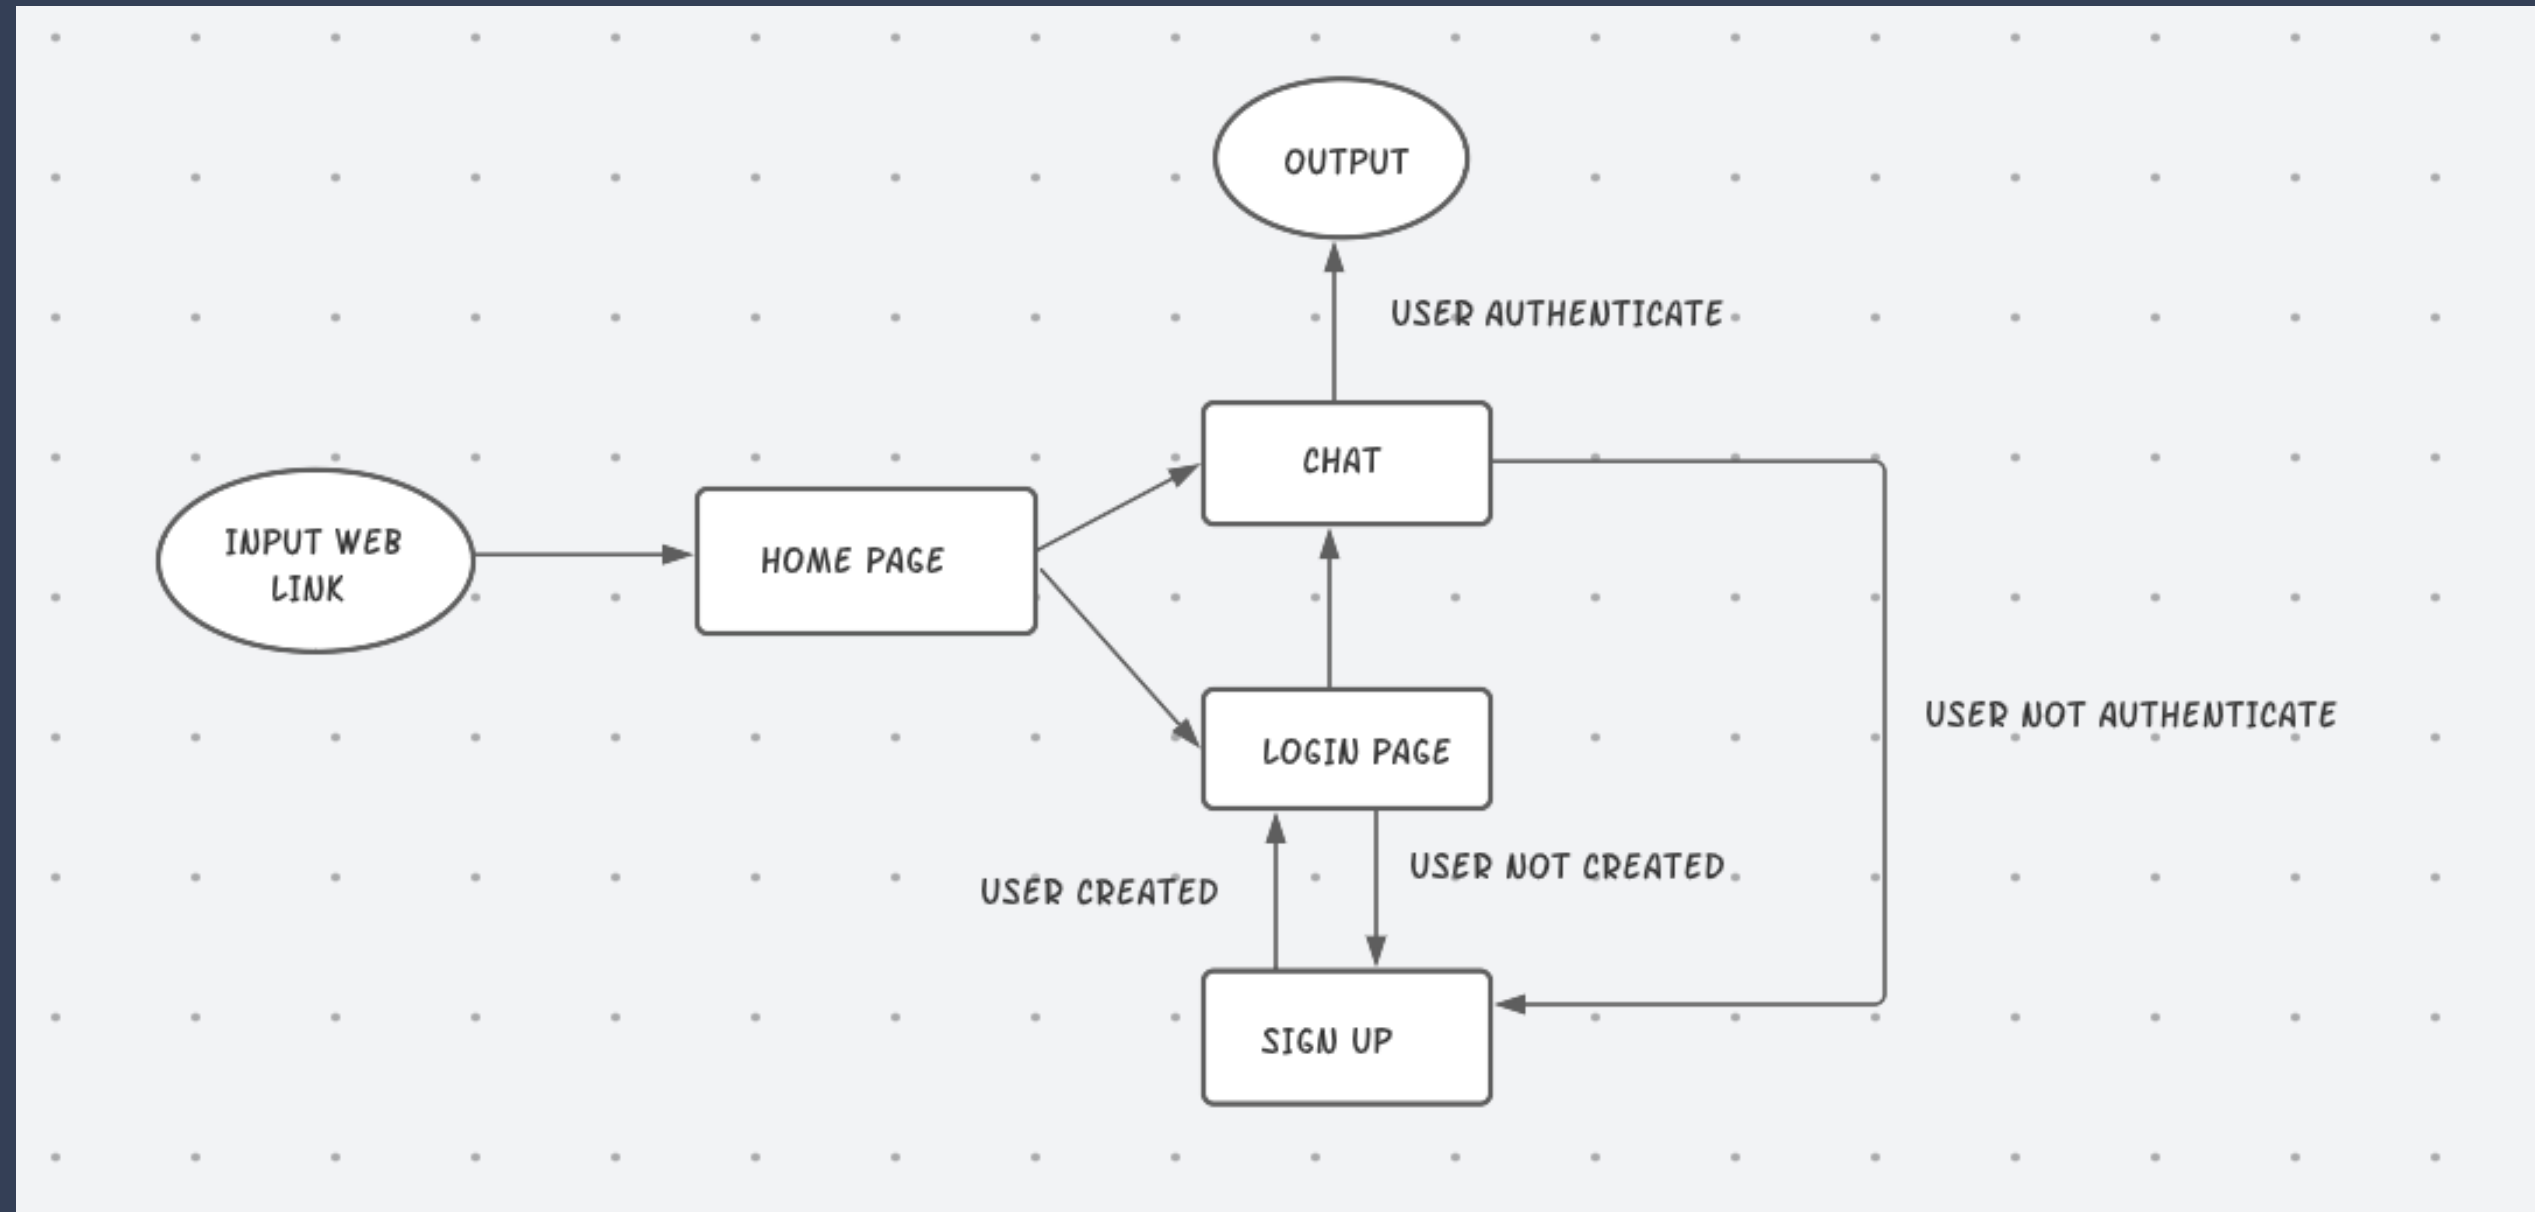 OUTPUT
USER AUTHENTICATE
CHAT
INPUT WEB
LINK
HOME PAGE
USER NOT AUTHENTICATE
LOGIN PAGE
USER NOT CREATED
USER CREATED
SIGN UP